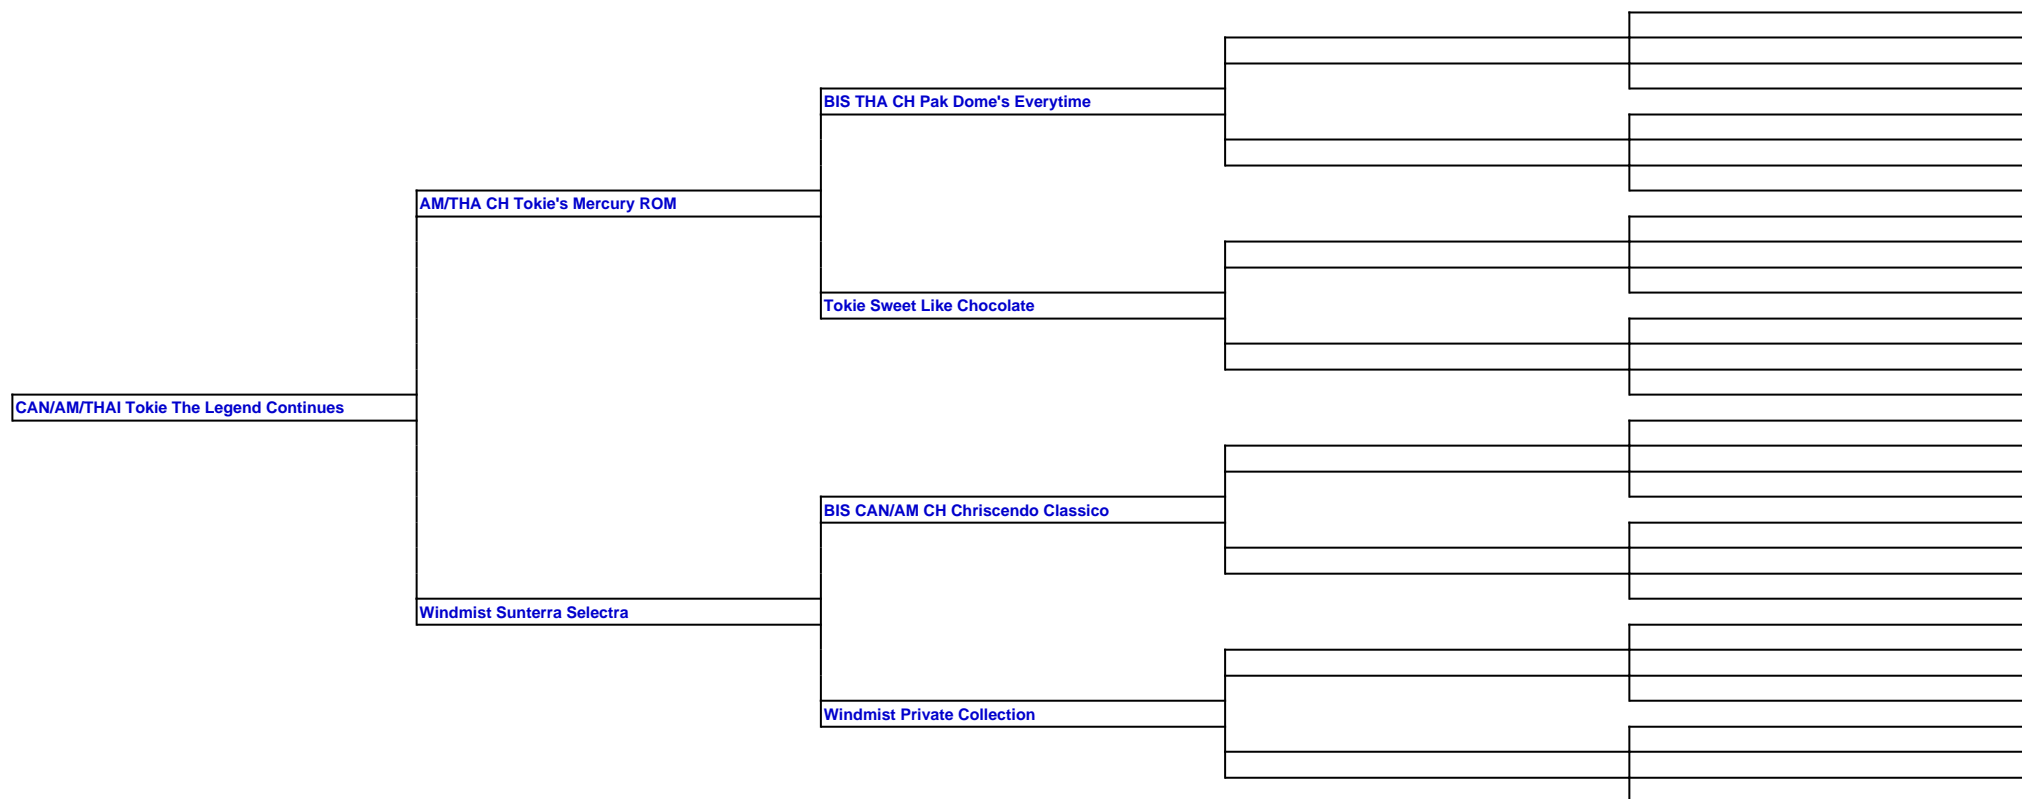 BIS THA CH Pak Dome's Everytime
AM/THA CH Tokie's Mercury ROM
Tokie Sweet Like Chocolate
CAN/AM/THAI Tokie The Legend Continues
BIS CAN/AM CH Chriscendo Classico
Windmist Sunterra Selectra
Windmist Private Collection